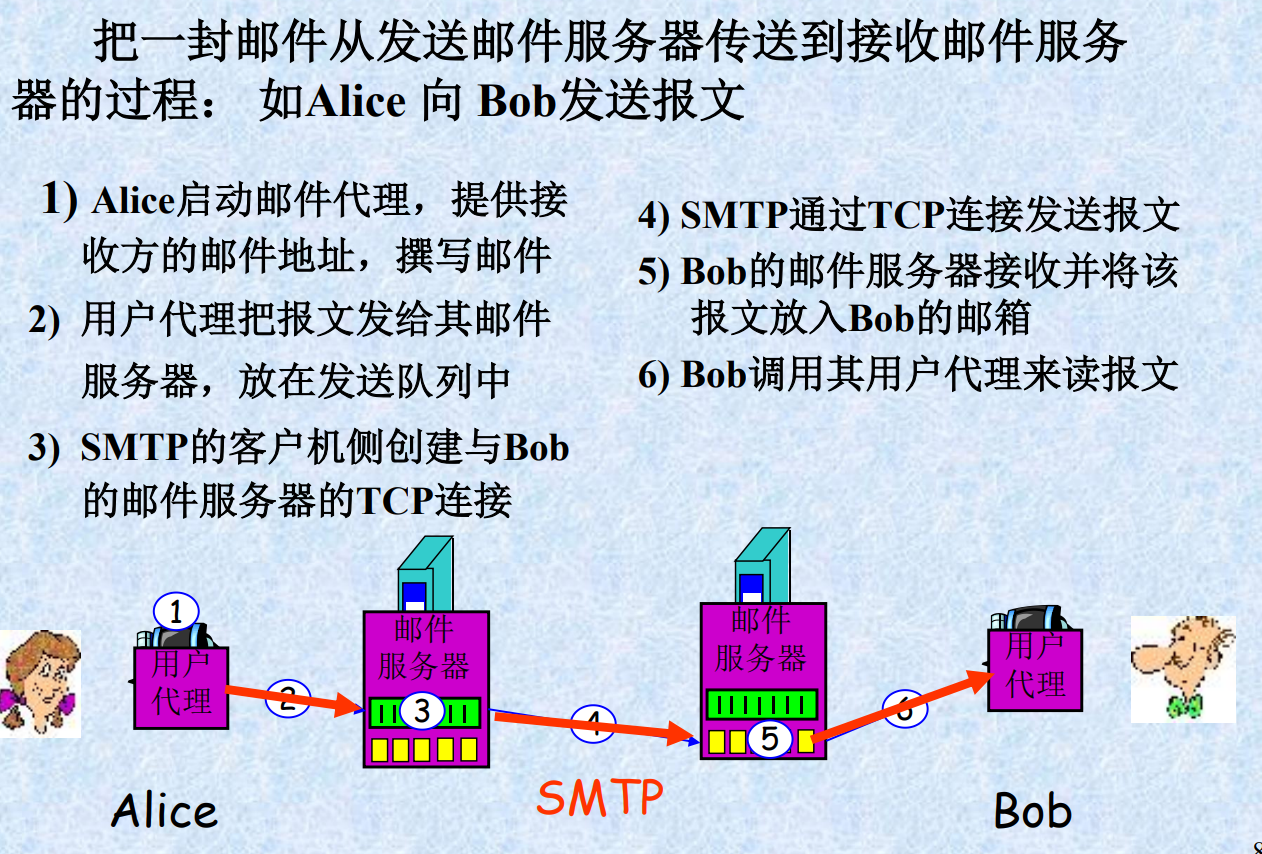 把一封邮件从发送邮件服务器传送到接收邮件服务
器的过程： 如Alice 向 Bob发送报文
1) Alice启动邮件代理，提供接
收方的邮件地址，撰写邮件
2) 用户代理把报文发给其邮件
服务器，放在发送队列中
3) SMTP的客户机侧创建与Bob
的邮件服务器的TCP连接
4) SMTP通过TCP连接发送报文
5) Bob的邮件服务器接收并将该
报文放入Bob的邮箱
6) Bob调用其用户代理来读报文
1
用户
代理
2
邮件
服务器
3
4
邮件
服务器
5
6
用户
代理
Alice
SMTP
Bob